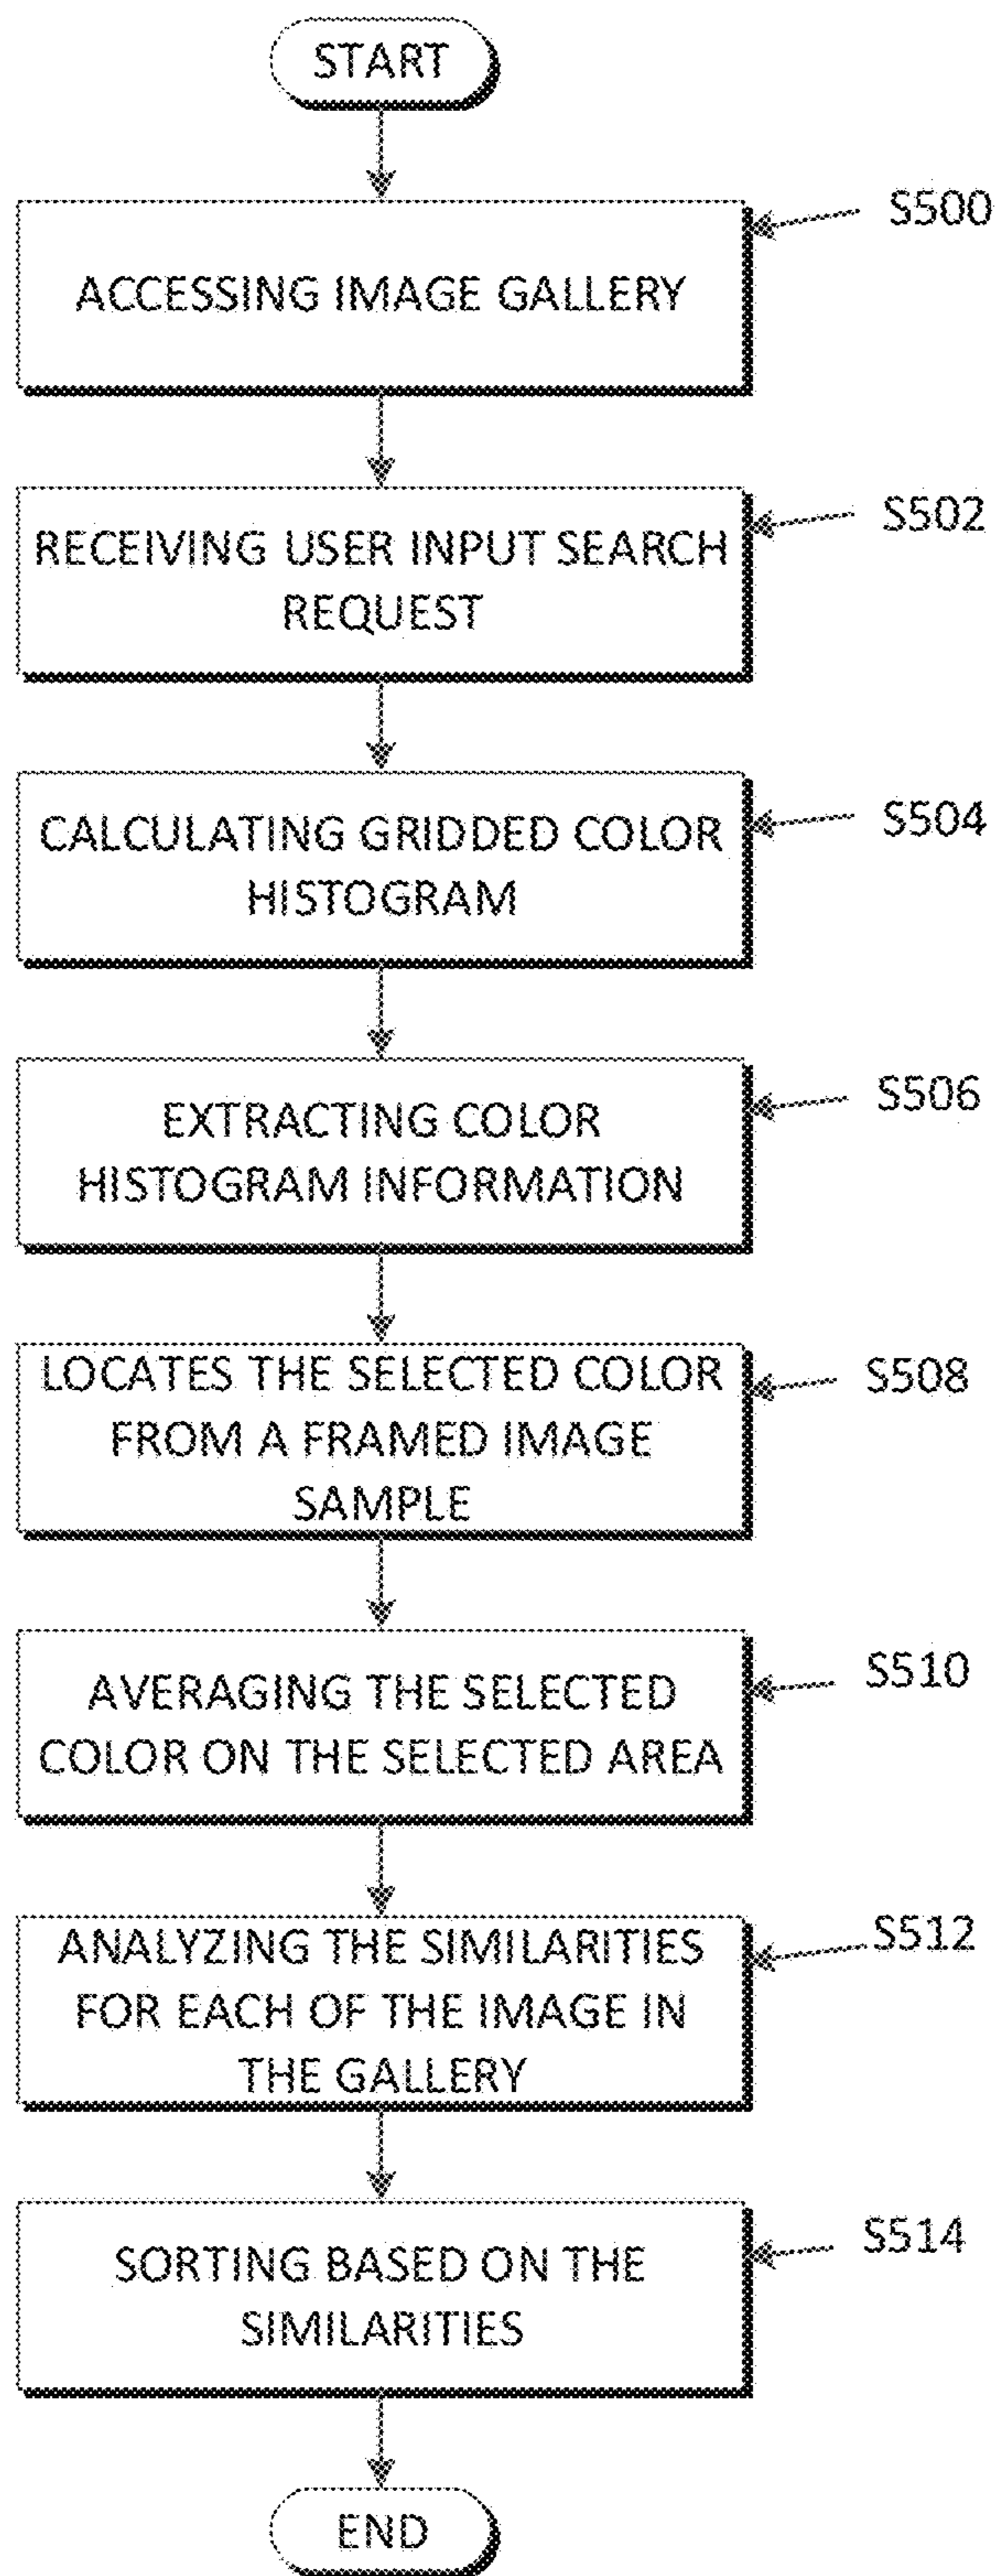 START
S500
ACCESSING IMAGE GALLERY
S502
RECEIVING USER INPUT SEARCH
REQUEST
S504
CALCULATING GRIDDED COLOR
HISTOGRAM
S506
EXTRACTING COLOR
HISTOGRAM INFORMATION
S508
LOCATES THE SELECTED COLOR
FROM A FRAMED IMAGE
SAMPLE
S510
AVERAGING THE SELECTED
COLOR ON THE SELECTED AREA
S512
ANALYZING THE SIMILARITIES
FOR EACH OF THE IMAGE IN
THE GALLERY
S514
SORTING BASED ON THE
SIMILARITIES
END